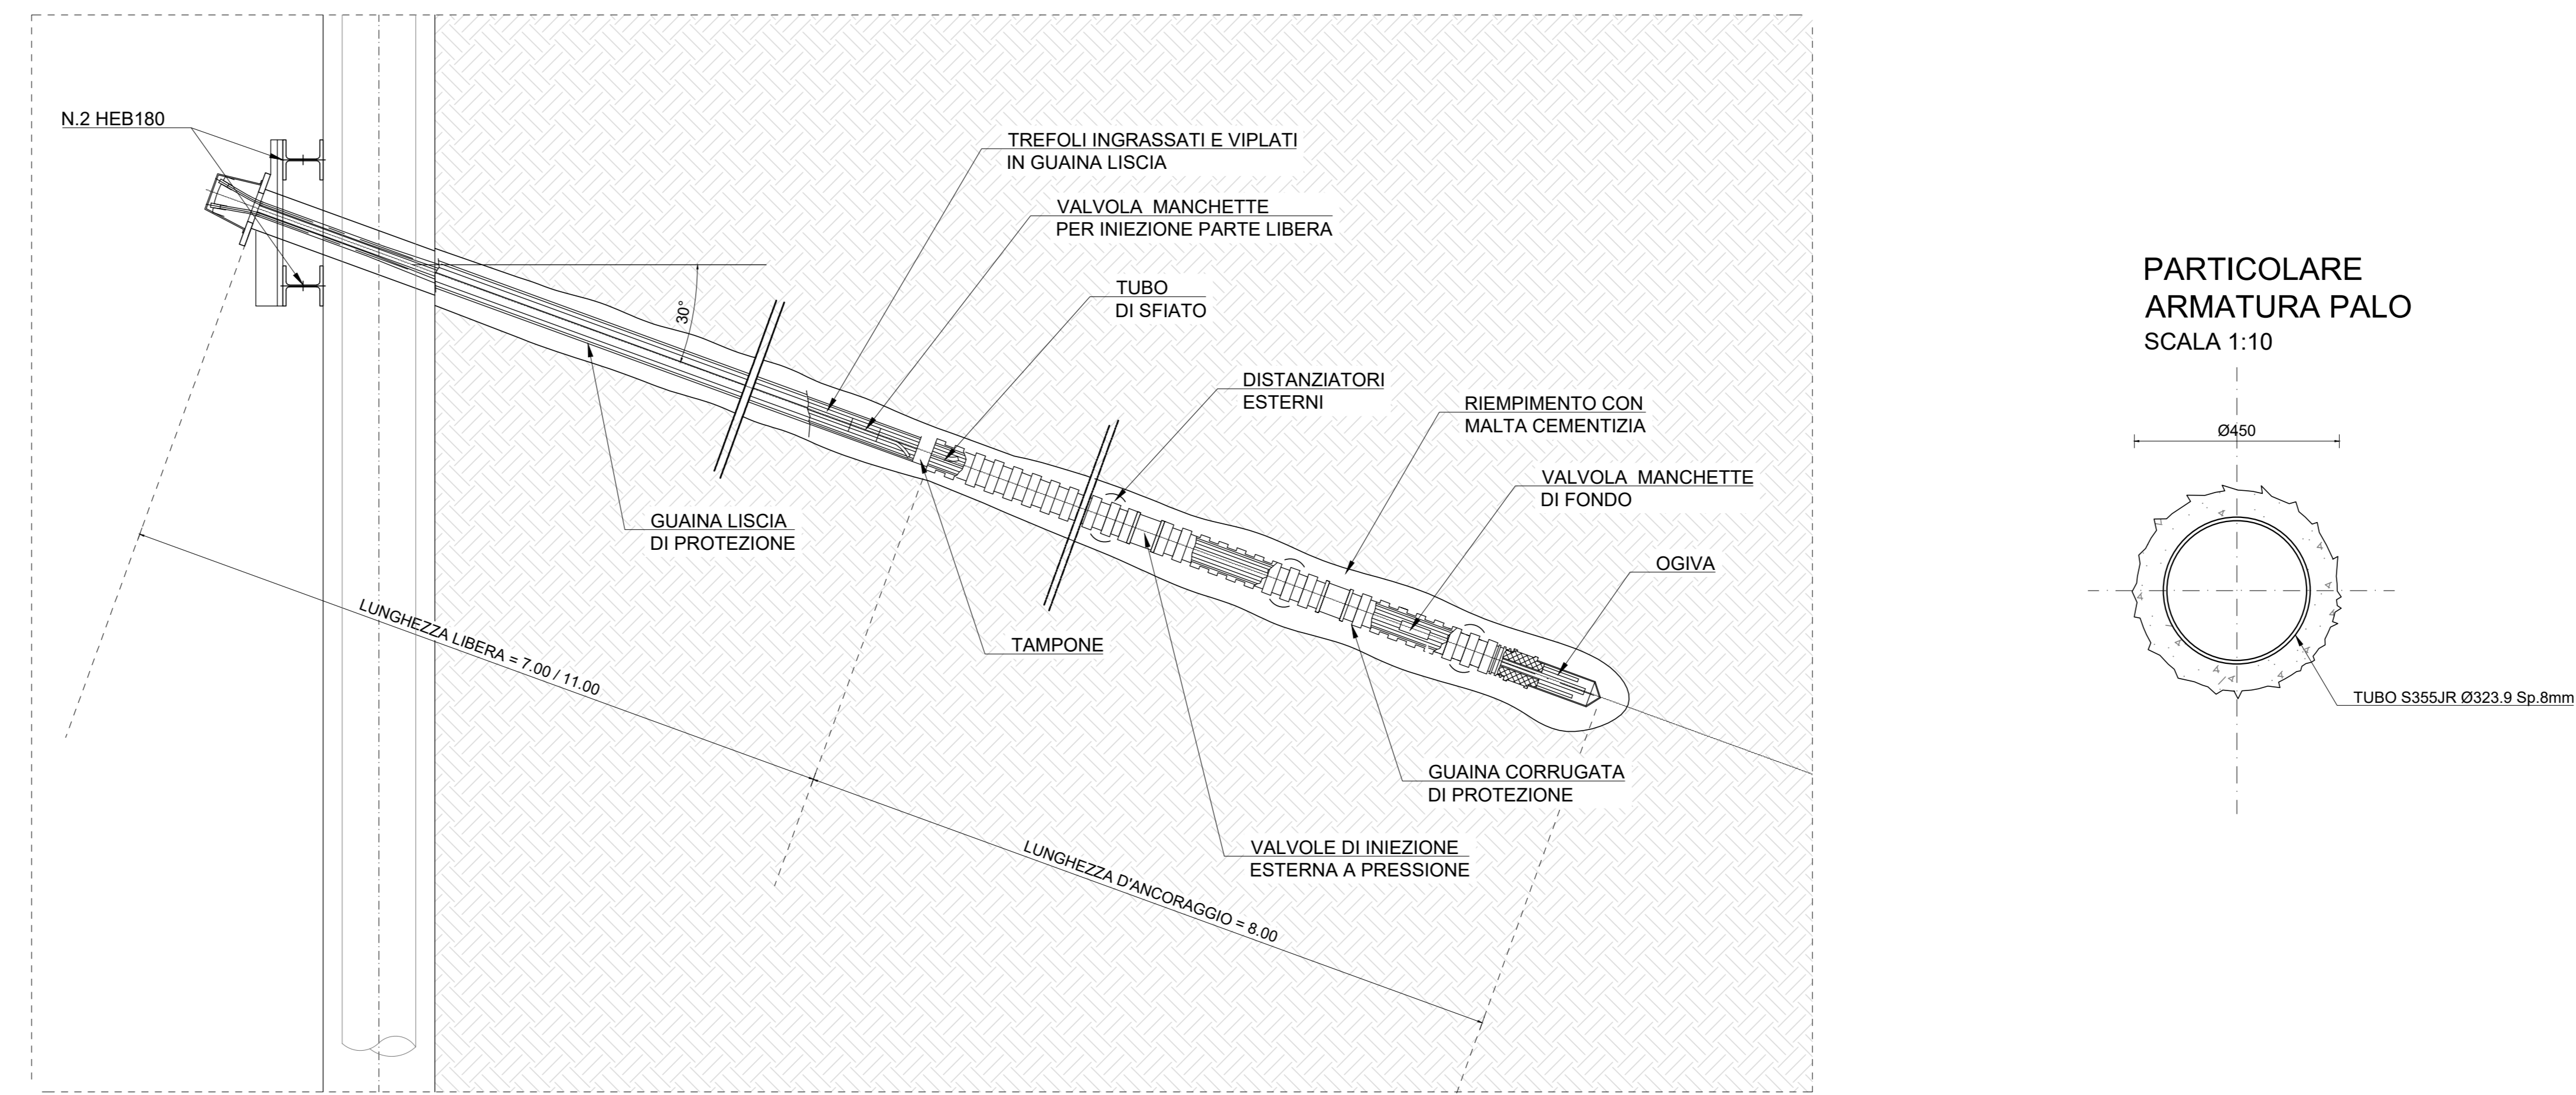 N.2 HEB180
TREFOLI INGRASSATI E VIPLATI
IN GUAINA LISCIA
VALVOLA MANCHETTE
PER INIEZIONE PARTE LIBERA
TUBO
DI SFIATO
30°
DISTANZIATORI
ESTERNI
RIEMPIMENTO CON
MALTA CEMENTIZIA
VALVOLA MANCHETTE
DI FONDO
OGIVA
GUAINA LISCIA
DI PROTEZIONE
TAMPONE
LUNGHEZZA LIBERA = 7.00 / 11.00
GUAINA CORRUGATA
DI PROTEZIONE
VALVOLE DI INIEZIONE
ESTERNA A PRESSIONE
LUNGHEZZA D'ANCORAGGIO = 8.00
PARTICOLARE
ARMATURA PALO
SCALA 1:10
Ø450
TUBO S355JR Ø323.9 Sp.8mm